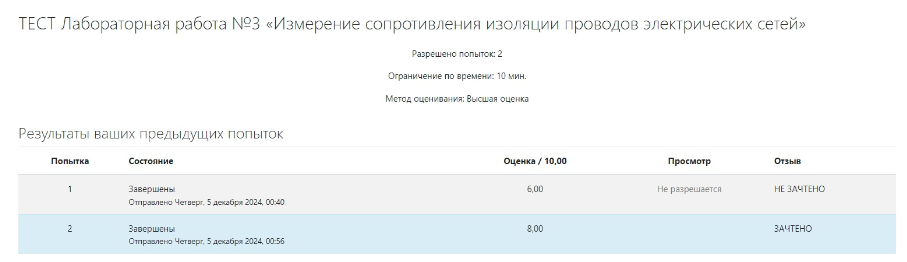 ТЕСТ Лабораторная работа №3 «Измерение сопротивления изоляции проводов электрических сетей»
Разрешено попыток: 2
Ограничение по времени: 10 мин.
Метод оценивания: Высшая оценка
Результаты ваших предыдущих попыток
Попытка Состояние Оценка / 10,00 Просмотр Отзыв
1 Завершены 6,00 Не разрешается НЕ ЗАЧТЕНО
Отправлено Четверг, 5 декабря 2024, 00:40
2 Завершены 8,00 ЗАЧТЕНО
Отправлено Четверг, 5 декабря 2024, 00:56